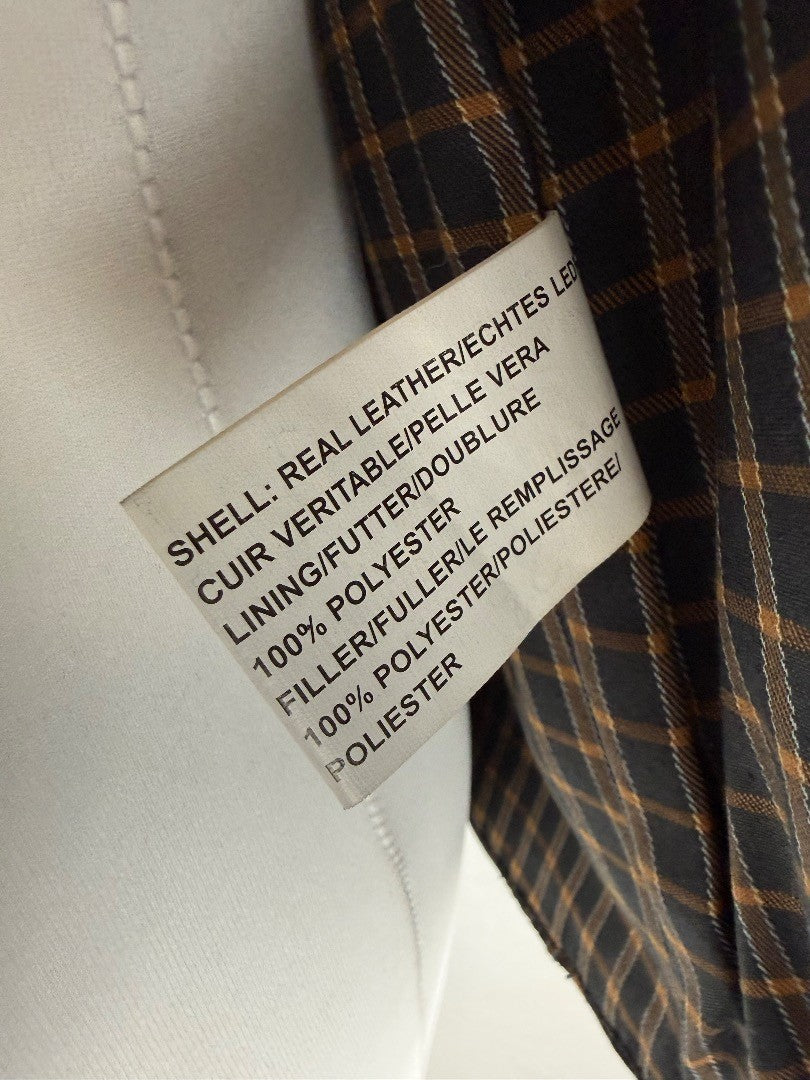 SHELL: REAL LEATHER/ECHTES
CUIR VERITABLE/PELLE VERA
LINING/FUTTER/DOUBLURE
100% POLYESTER
FILLER/FULLER/LE REMPLISSAGE
100% POLYESTER/POLIESTERE/
POLIESTER